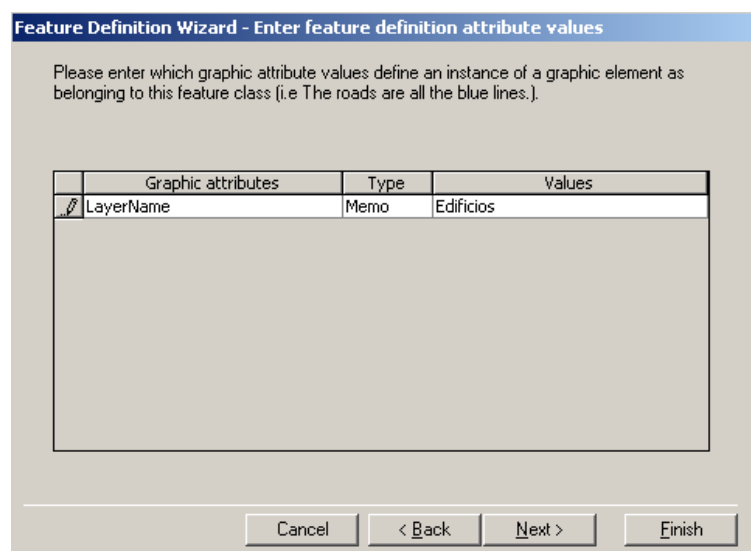 Feature Definition Wizard - Enter feature definition attribute values
Please enter which graphic attribute values define an instance of a graphic element as
belonging to this feature class (i.e The roads are all the blue lines.).
Graphic attributes Type Values
LayerName Memo Edificios
Cancel < Back Next > Finish